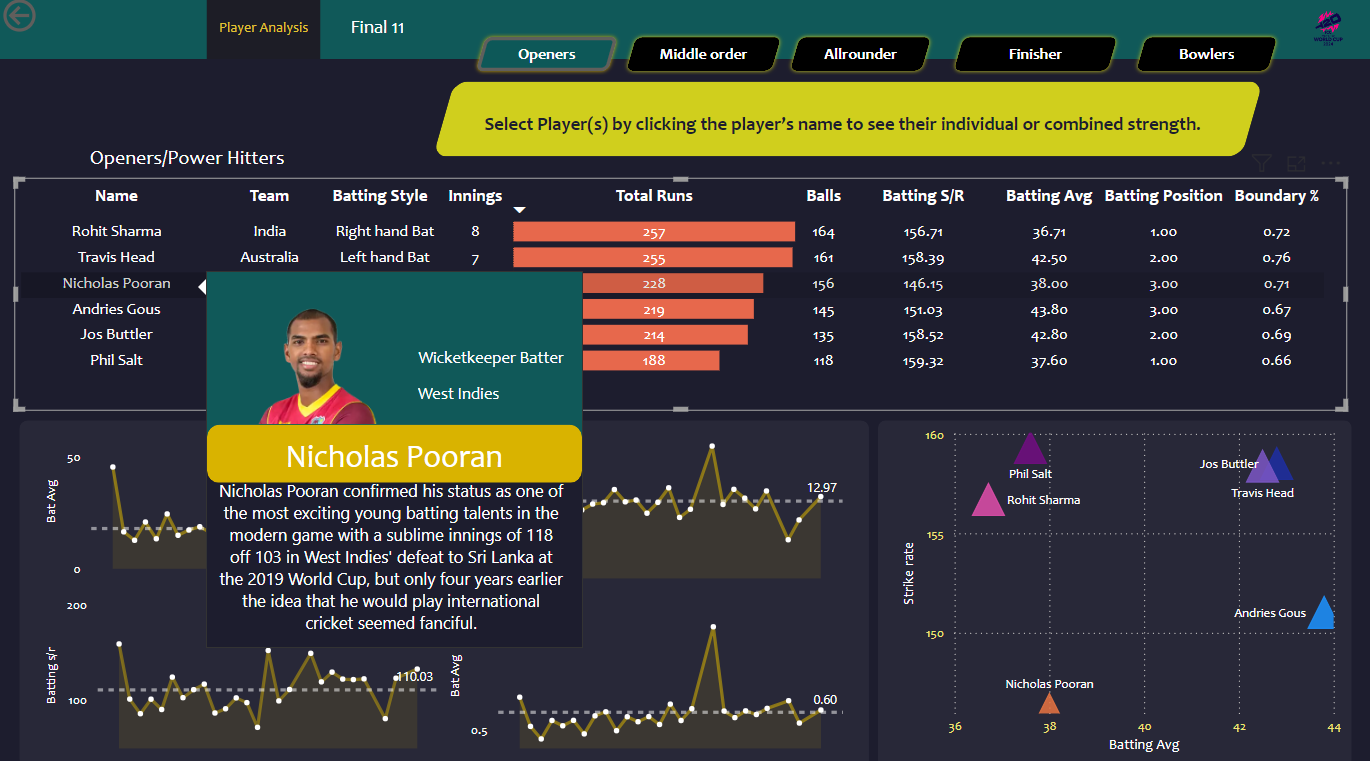 Player Analysis
Final 11
Openers
Middle order
Allrounder
Finisher
Bowlers
WORLD CUP
Select Player(s) by clicking the player's name to see their individual or combined strength.
Openers/Power Hitters
Name Team Batting Style Innings Total Runs Balls Batting S/R Batting Avg Batting Position Boundary %
Rohit Sharma India Right hand Bat 8 257 164 156.71 36.71 1.00 0.72
Travis Head Australia Left hand Bat 7 255 161 158.39 42.50 2.00 0.76
Nicholas Pooran 228 156 146.15 38.00 3.00 0.71
Andries Gous 219 145 151.03 43.80 3.00 0.67
Jos Buttler 214 135 158.52 42.80 2.00 0.69
Phil Salt 188 118 159.32 37.60 1.00 0.66
Wicketkeeper Batter
West Indies
Nicholas Pooran
Nicholas Pooran confirmed his status as one of
the most exciting young batting talents in the
modern game with a sublime innings of 118
off 103 in West Indies' defeat to Sri Lanka at
the 2019 World Cup, but only four years earlier
the idea that he would play international
cricket seemed fanciful.
50
Bat Avg
0
12.97
200
Batting s/r
100
110.03
Bat Avg
0.5
0.60
160
155
150
Strike rate
Phil Salt
Rohit Sharma
Jos Buttler
Travis Head
Andries Gous
Nicholas Pooran
36 38 40 42 44
Batting Avg